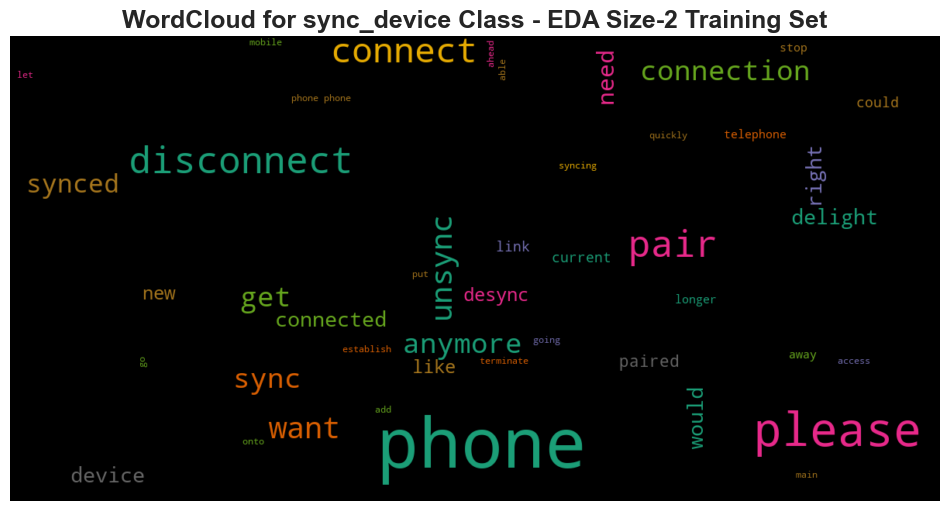 WordCloud for sync_device Class - EDA Size-2 Training Set
mobile
connect
ahead
able
need
stop
connection
let
phone phone
could
quickly
telephone
disconnect
syncing
right
synced
delight
unsync
link
pair
current
put
new
get
desync
longer
connected
anymore
going
establish
like
terminate
paired
away
access
go
sync
add
would
want
onto
phone
please
device
main